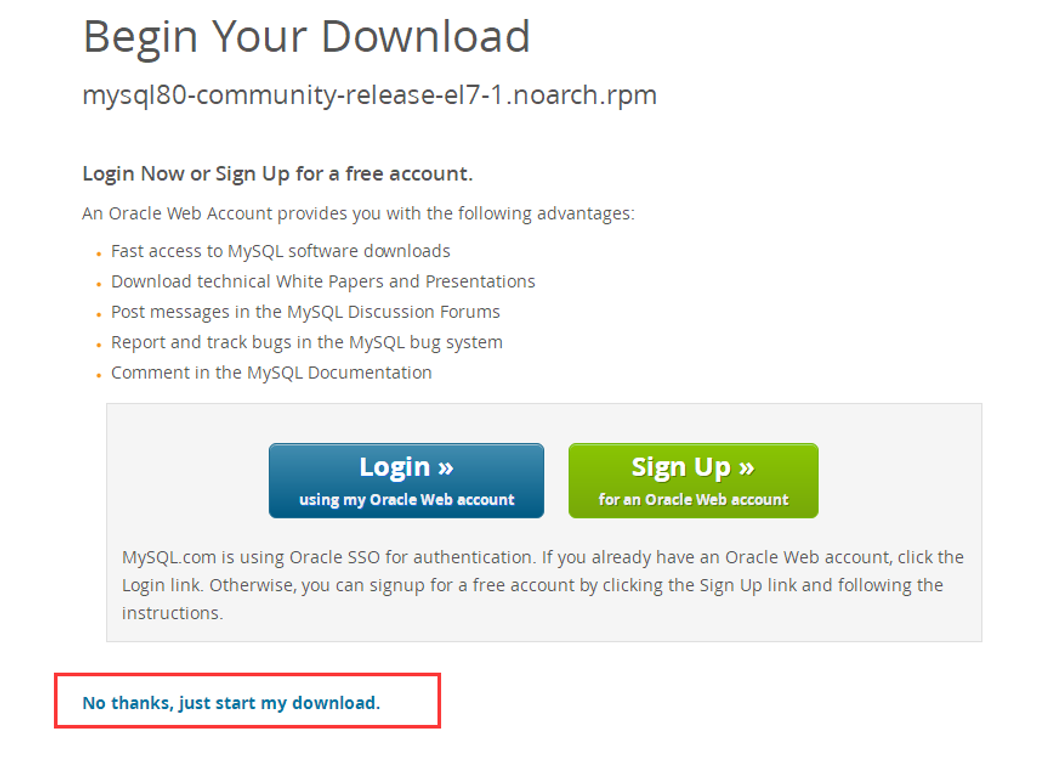 Begin Your Download
mysql80-community-release-el7-1.noarch.rpm
Login Now or Sign Up for a free account.
An Oracle Web Account provides you with the following advantages:
Fast access to MySQL software downloads
Download technical White Papers and Presentations
Post messages in the MySQL Discussion Forums
Report and track bugs in the MySQL bug system
Comment in the MySQL Documentation
Login »
using my Oracle Web account
Sign Up »
for an Oracle Web account
MySQL.com is using Oracle SSO for authentication. If you already have an Oracle Web account, click the
Login link. Otherwise, you can signup for a free account by clicking the Sign Up link and following the
instructions.
No thanks, just start my download.